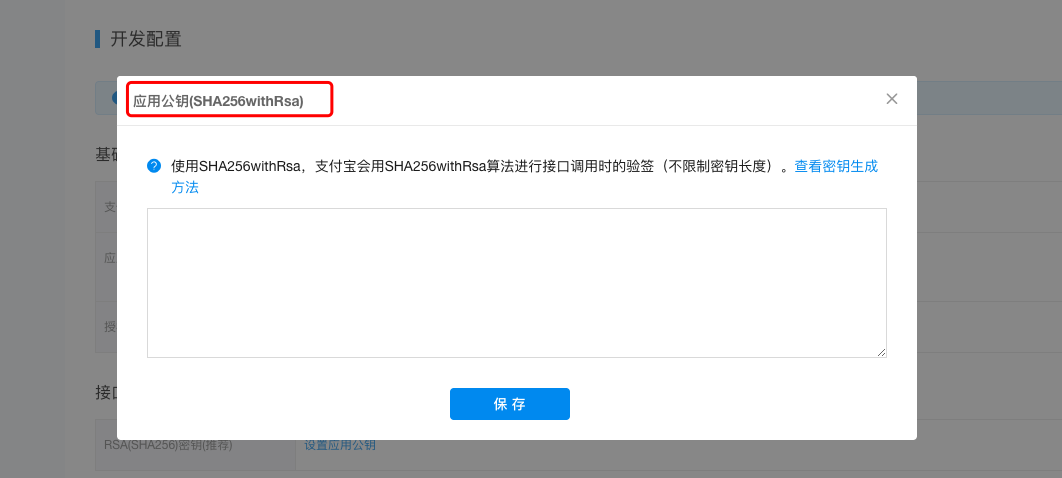 开发配置
应用公钥(SHA256withRsa)
使用SHA256withRsa，支付宝会用SHA256withRsa算法进行接口调用时的验签（不限制密钥长度）。查看密钥生成
方法
基
支
应
授
保 存
接
RSA(SHA256)密钥(推荐)
设置应用公钥